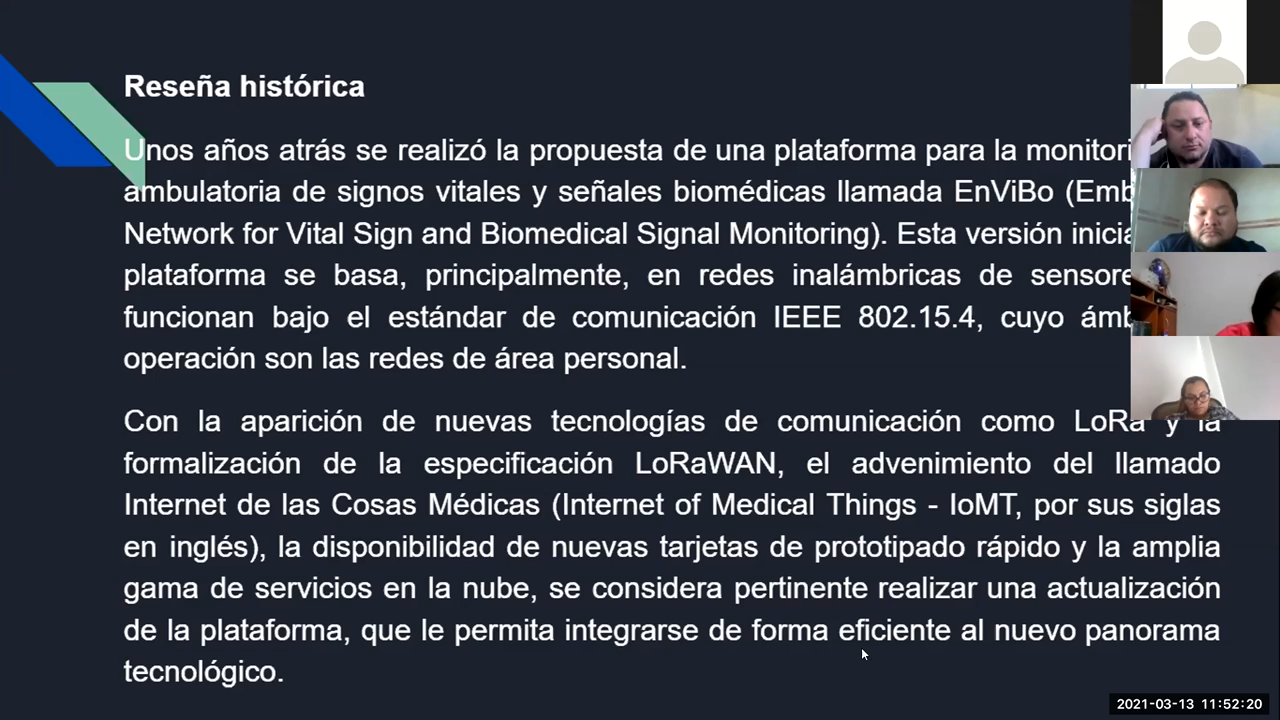 Reseña histórica
Unos años atrás se realizó la propuesta de una plataforma para la
ambulatoria de signos vitales y señales biomédicas llamada EnViBo
Network for Vital Sign and Biomedical Signal Monitoring). Esta versión
plataforma se basa, principalmente, en redes inalámbricas de
funcionan bajo el estándar de comunicación IEEE 802.15.4, cuyo
operación son las redes de área personal.
Con la aparición de nuevas tecnologías de comunicación como LoRa y la
formalización de la especificación LoRaWAN, el advenimiento del llamado
Internet de las Cosas Médicas (Internet of Medical Things - IoMT, por sus siglas
en inglés), la disponibilidad de nuevas tarjetas de prototipado rápido y la amplia
gama de servicios en la nube, se considera pertinente realizar una actualización
de la plataforma, que le permita integrarse de forma eficiente al nuevo panorama
tecnológico.
2021-03-13 11:52:20